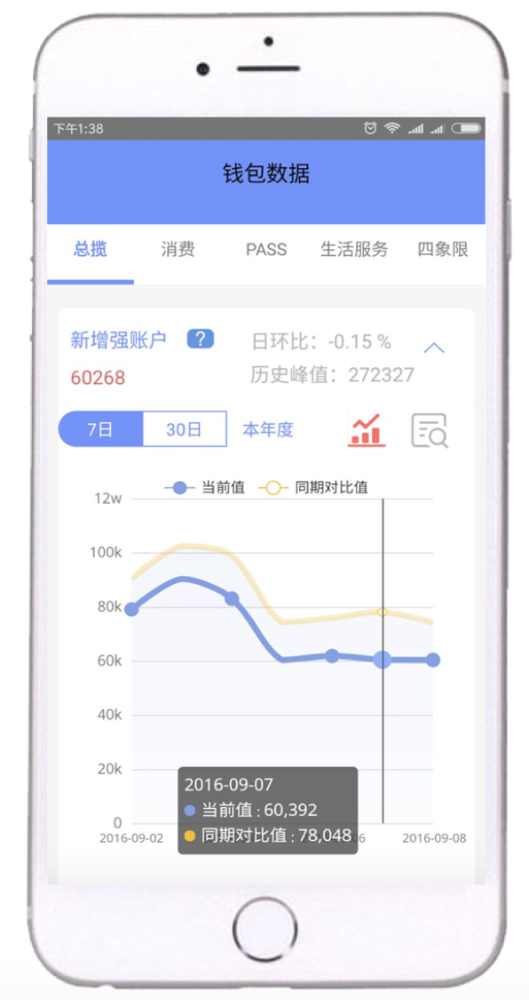 下午1:38
钱包数据
总揽 消费 PASS 生活服务 四象限
新增强账户 ? 日环比：-0.15 %
60268 历史峰值：272327
7日 30日 本年度
当前值 同期对比值
12w
100k
80k
60k
40k
20k
0
2016-09-07
当前值 : 60,392
同期对比值 : 78,048
2016-09-02 06 2016-09-08